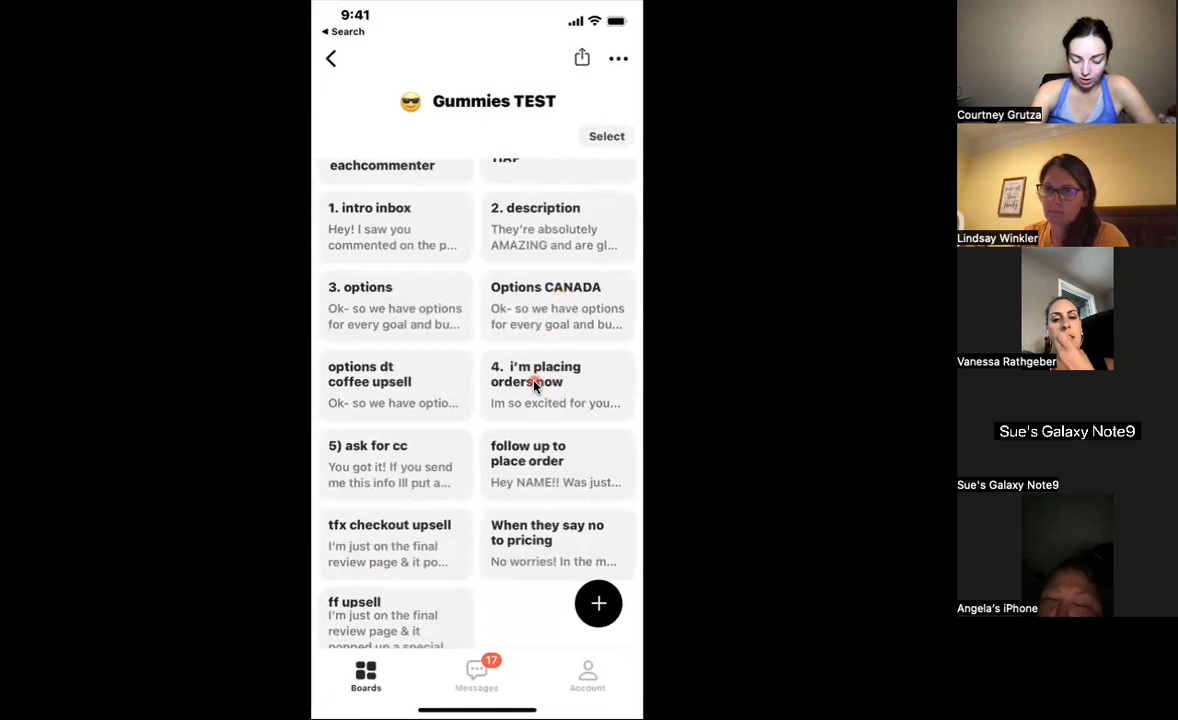 9:41
Search
Gummies TEST
Select
eachcommenter
1. intro inbox
Hey! I saw you
commented on the p...
2. description
They're absolutely
AMAZING and are gl...
3. options
Ok- so we have options
for every goal and bu...
Options CANADA
Ok- so we have options
for every goal and bu...
options dt
coffee upsell
Ok- so we have optio...
4. i'm placing
orders now
Im so excited for you...
5) ask for cc
You got it! If you send
me this info Ill put a...
follow up to
place order
Hey NAME!! Was just...
tfx checkout upsell
I'm just on the final
review page & it po...
When they say no
to pricing
No worries! In the m...
ff upsell
I'm just on the final
review page & it
popped up a special
17
Boards
Messages
Account
Courtney Grutza
Lindsay Winkler
Vanessa Rathgeber
Sue's Galaxy Note9
Sue's Galaxy Note9
Angela's iPhone